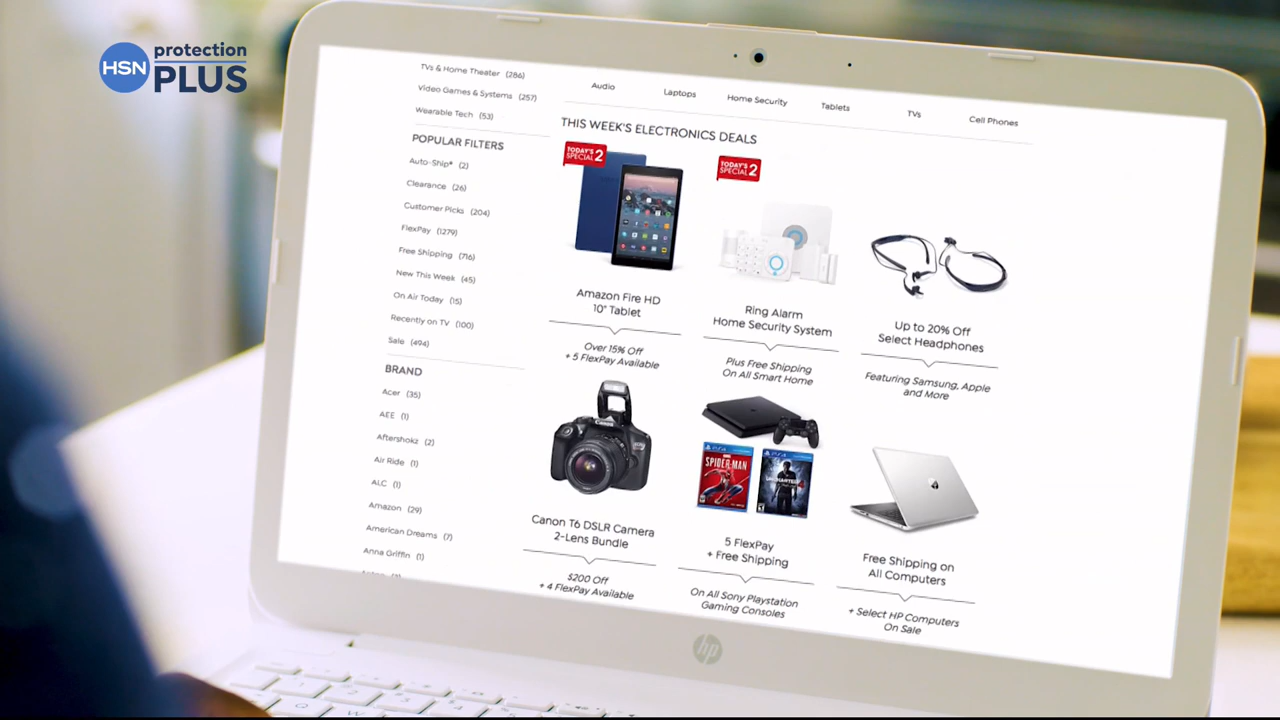 HSN protection
PLUS
TVs & Home Theater (286)
Video Games & Systems (257)
Wearable Tech (53)
POPULAR FILTERS
Auto-Ship® (2)
Clearance (26)
Customer Picks (204)
FlexPay (1279)
Free Shipping (716)
New This Week (45)
On Air Today (15)
Recently on TV (100)
Sale (494)
BRAND
Acer (35)
AEE (1)
Aftershokz (2)
Air Ride (1)
ALC (1)
Amazon (29)
American Dreams (7)
Anna Griffin (1)
Audio Laptops Home Security Tablets TVs Cell Phones
THIS WEEK'S ELECTRONICS DEALS
TODAY'S
SPECIAL 2
Amazon Fire HD
10" Tablet
Over 15% Off
+ 5 FlexPay Available
TODAY'S
SPECIAL 2
Ring Alarm
Home Security System
Plus Free Shipping
On All Smart Home
Up to 20% Off
Select Headphones
Featuring Samsung, Apple
and More
Canon
Canon T6 DSLR Camera
2-Lens Bundle
$200 Off
+ 4 FlexPay Available
PS4
MARVEL
SPIDER-MAN
PS4
UNCHARTED
5 FlexPay
+ Free Shipping
On All Sony Playstation
Gaming Consoles
Free Shipping on
All Computers
+ Select HP Computers
On Sale
hp
1 2 3 4 5
Q W